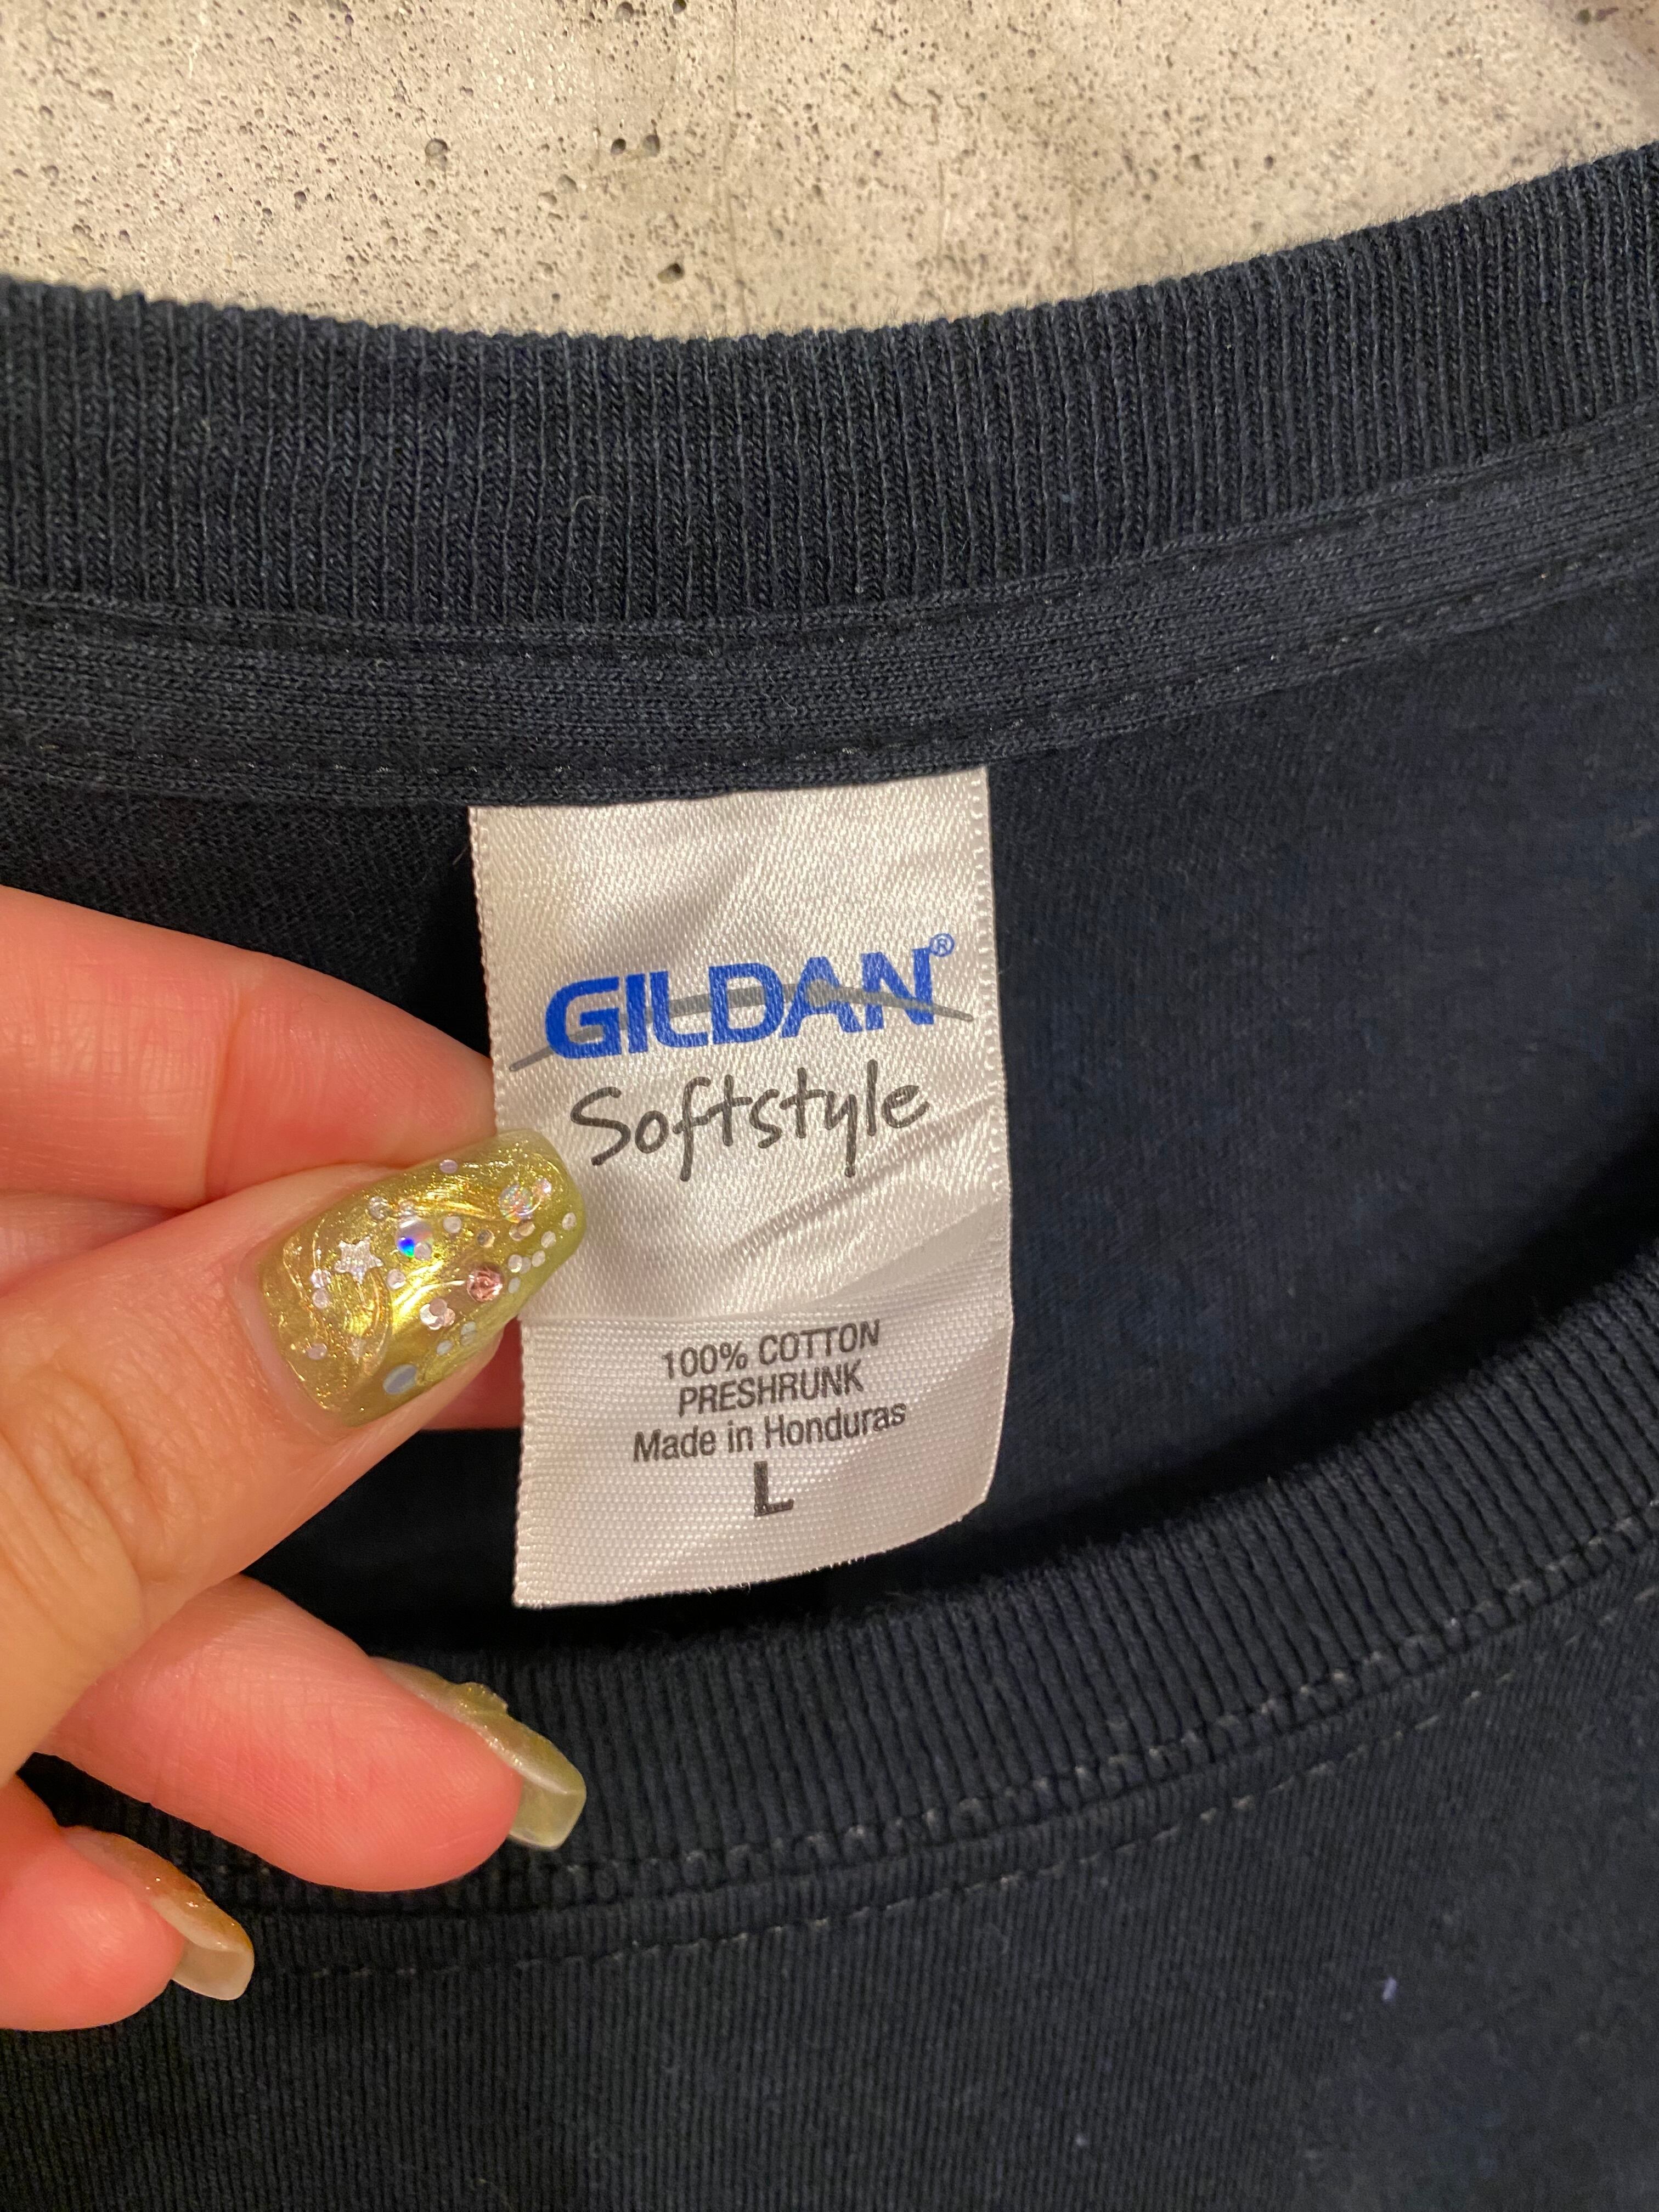 GILDAN®
Softstyle
100% COTTON
PRESHRUNK
Made in Honduras
L